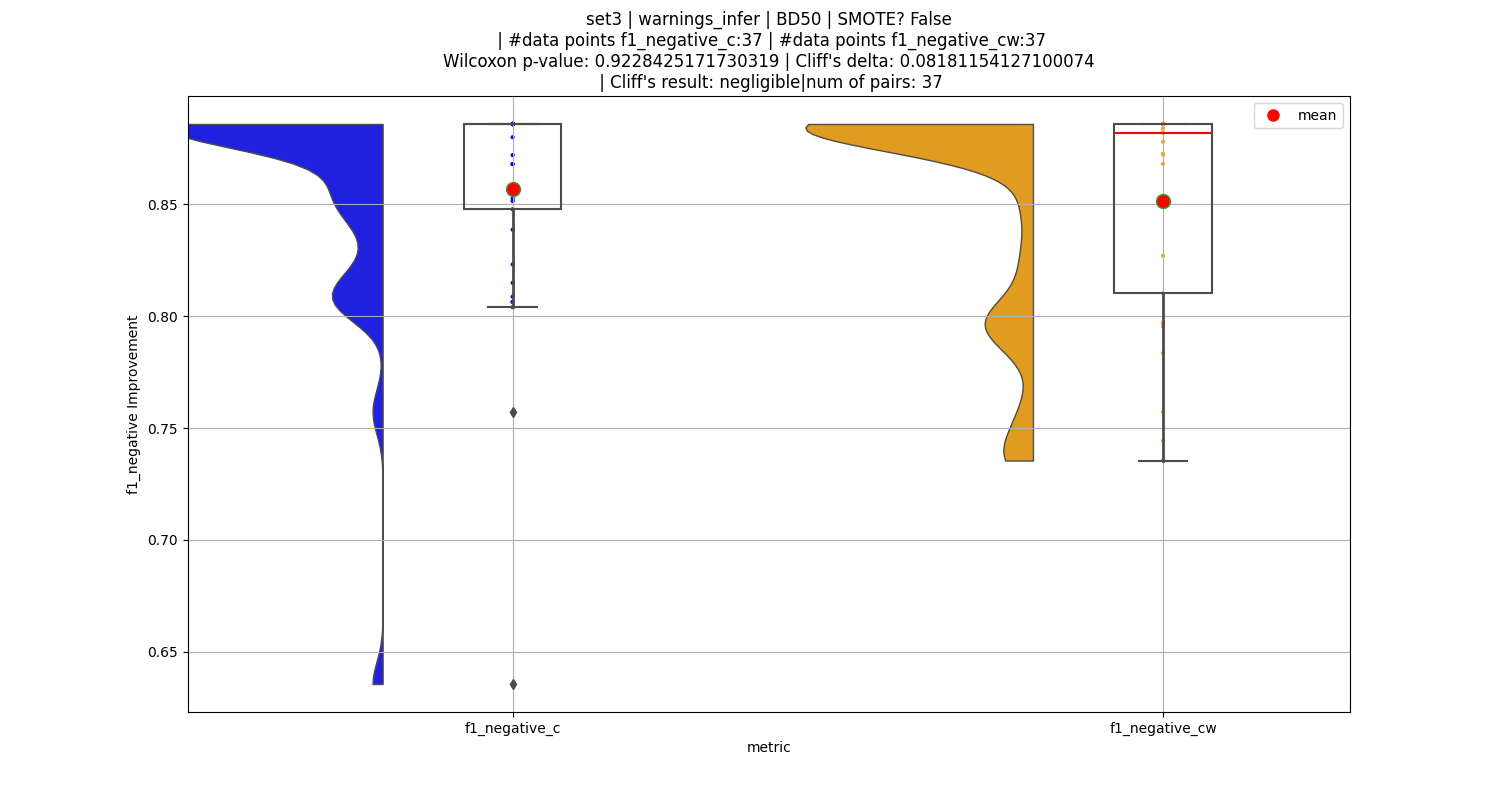 set3 | warnings_infer | BD50 | SMOTE? False
| #data points f1_negative_c:37 | #data points f1_negative_cw:37
Wilcoxon p-value: 0.9228425171730319 | Cliff's delta: 0.08181154127100074
| Cliff's result: negligible|num of pairs: 37
mean
f1_negative Improvement
0.85
0.80
0.75
0.70
0.65
f1_negative_c
f1_negative_cw
metric